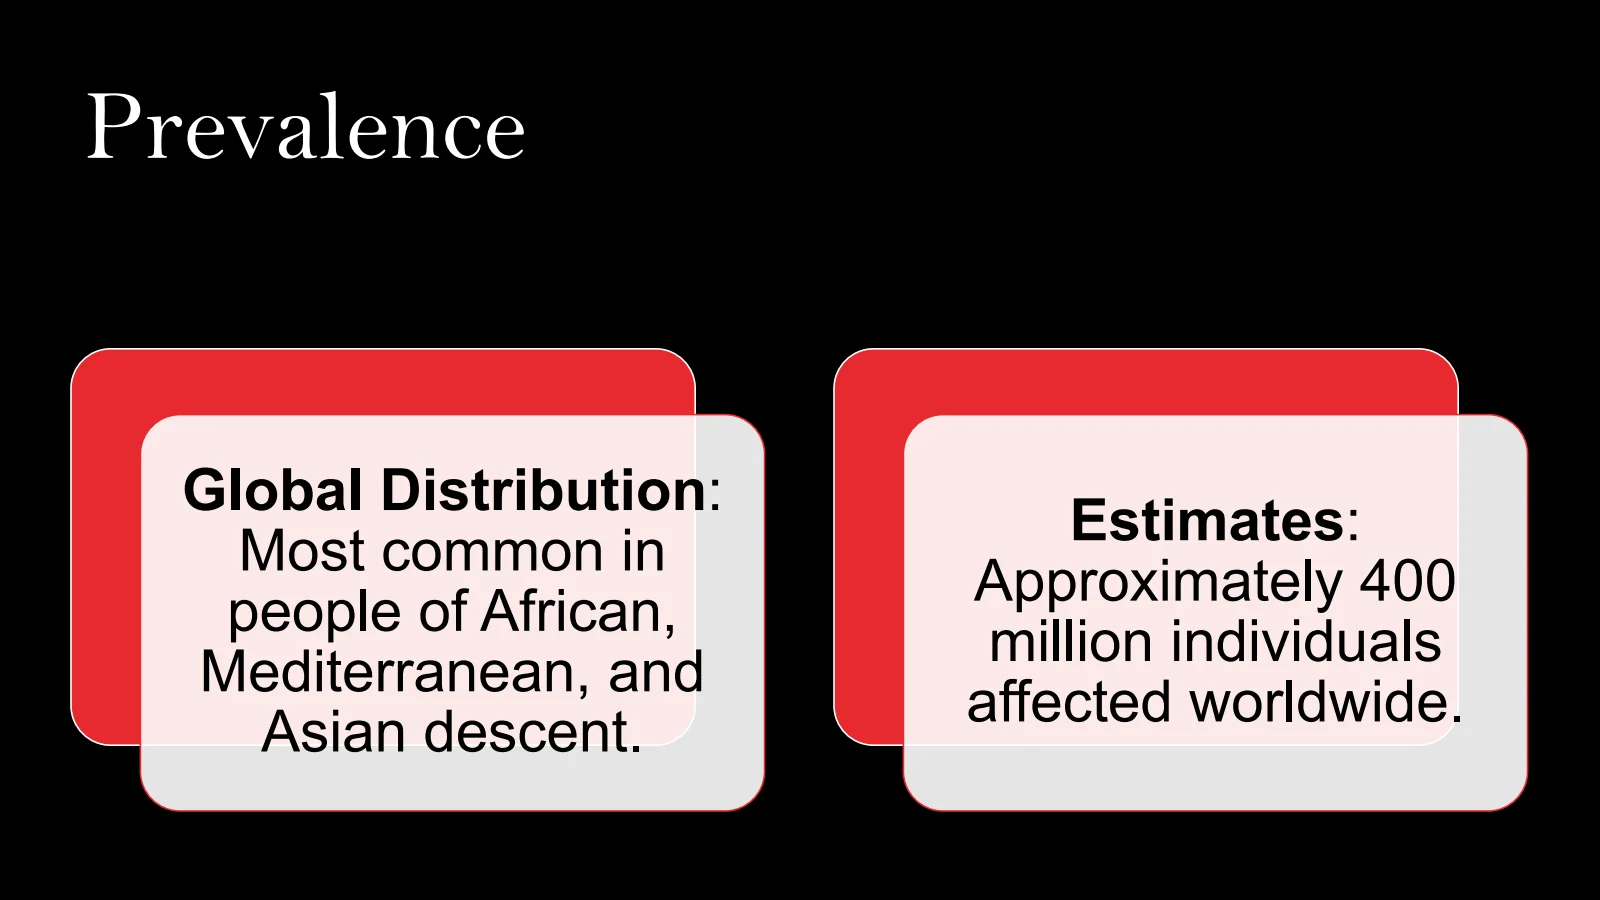 Prevalence
Global Distribution:
Most common in
people of African,
Mediterranean, and
Asian descent.
Estimates:
Approximately 400
million individuals
affected worldwide.